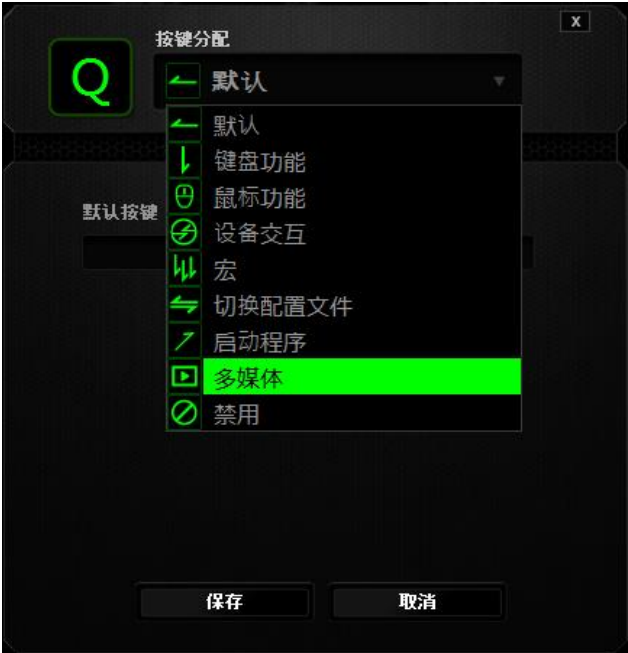 X
按键分配
Q
默认
默认
键盘功能
鼠标功能
默认按键
设备交互
宏
切换配置文件
启动程序
多媒体
禁用
保存
取消